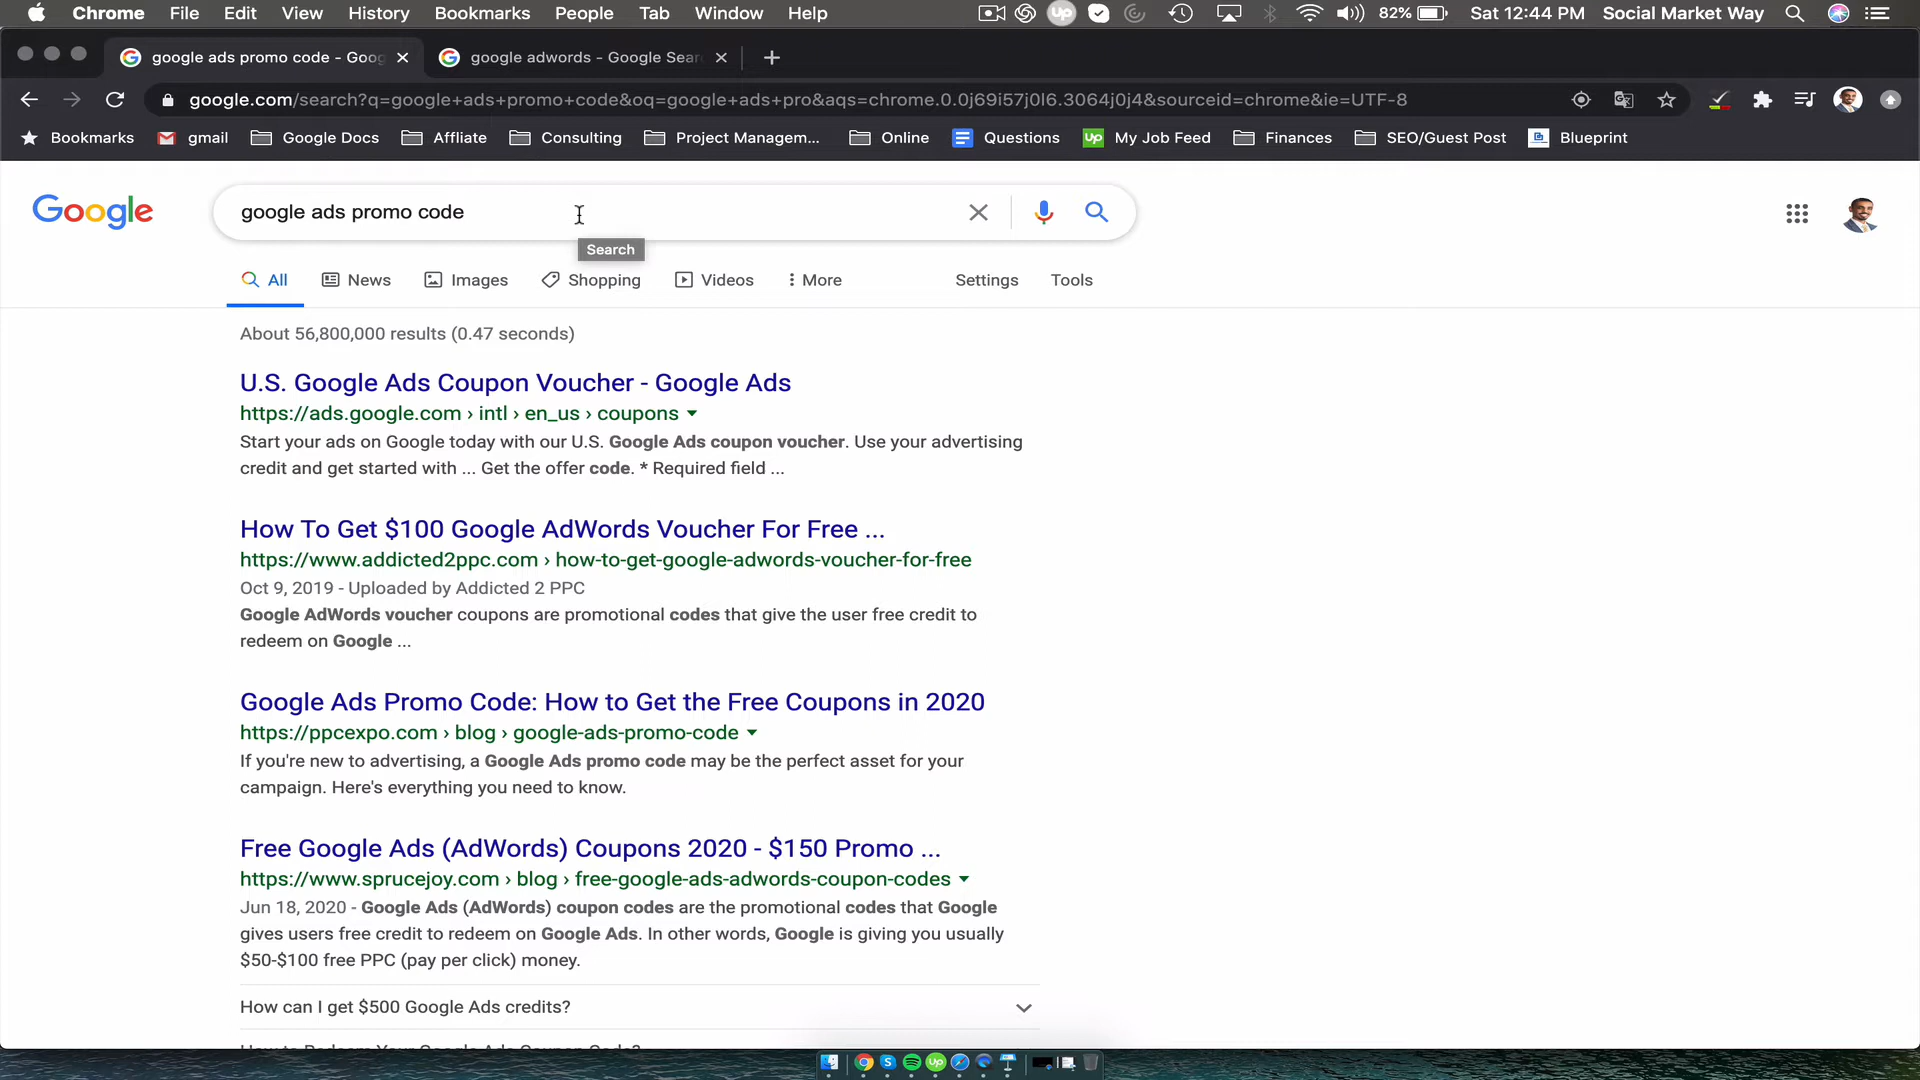 Chrome File Edit View History Bookmarks People Tab Window Help
Up
82% Sat 12:44 PM Social Market Way
google ads promo code - Goog
google adwords - Google Sear
google.com/search?q=google+ads+promo+code&oq=google+ads+pro&aqs=chrome.0.0j69i57j0l6.3064j0j4&sourceid=chrome&ie=UTF-8
Bookmarks gmail Google Docs Affliate Consulting Project Managem... Online Questions My Job Feed Finances SEO/Guest Post Blueprint
Google
google ads promo code
Search
All News Images Shopping Videos More Settings Tools
About 56,800,000 results (0.47 seconds)
U.S. Google Ads Coupon Voucher - Google Ads
https://ads.google.com › intl › en_us › coupons
Start your ads on Google today with our U.S. Google Ads coupon voucher. Use your advertising
credit and get started with ... Get the offer code. * Required field ...
How To Get $100 Google AdWords Voucher For Free ...
https://www.addicted2ppc.com › how-to-get-google-adwords-voucher-for-free
Oct 9, 2019 - Uploaded by Addicted 2 PPC
Google AdWords voucher coupons are promotional codes that give the user free credit to
redeem on Google ...
Google Ads Promo Code: How to Get the Free Coupons in 2020
https://ppcexpo.com › blog › google-ads-promo-code
If you're new to advertising, a Google Ads promo code may be the perfect asset for your
campaign. Here's everything you need to know.
Free Google Ads (AdWords) Coupons 2020 - $150 Promo ...
https://www.sprucejoy.com › blog › free-google-ads-adwords-coupon-codes
Jun 18, 2020 - Google Ads (AdWords) coupon codes are the promotional codes that Google
gives users free credit to redeem on Google Ads. In other words, Google is giving you usually
$50-$100 free PPC (pay per click) money.
How can I get $500 Google Ads credits?
How to Redeem Your Google Ads Coupon Code?